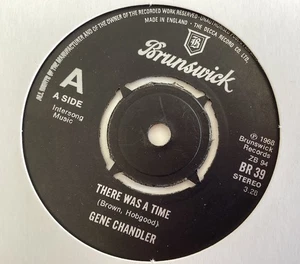 ALL RIGHTS OF THE MANUFACTURER AND OF THE OWNER OF THE RECORDED WORK RESERVED.
MADE IN ENGLAND · THE DECCA RECORD CO. LTD.
B
Brunswick
A
A SIDE
Intersong
Music
℗ 1968
Brunswick
Records
ZB 94
BR 39
STEREO
3.28
THERE WAS A TIME
(Brown, Hobgood)
GENE CHANDLER